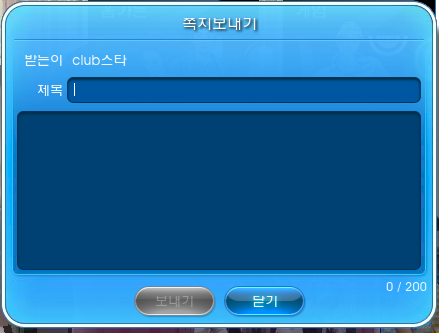 쪽지보내기
받는이 club스타
제목
0 / 200
보내기 닫기